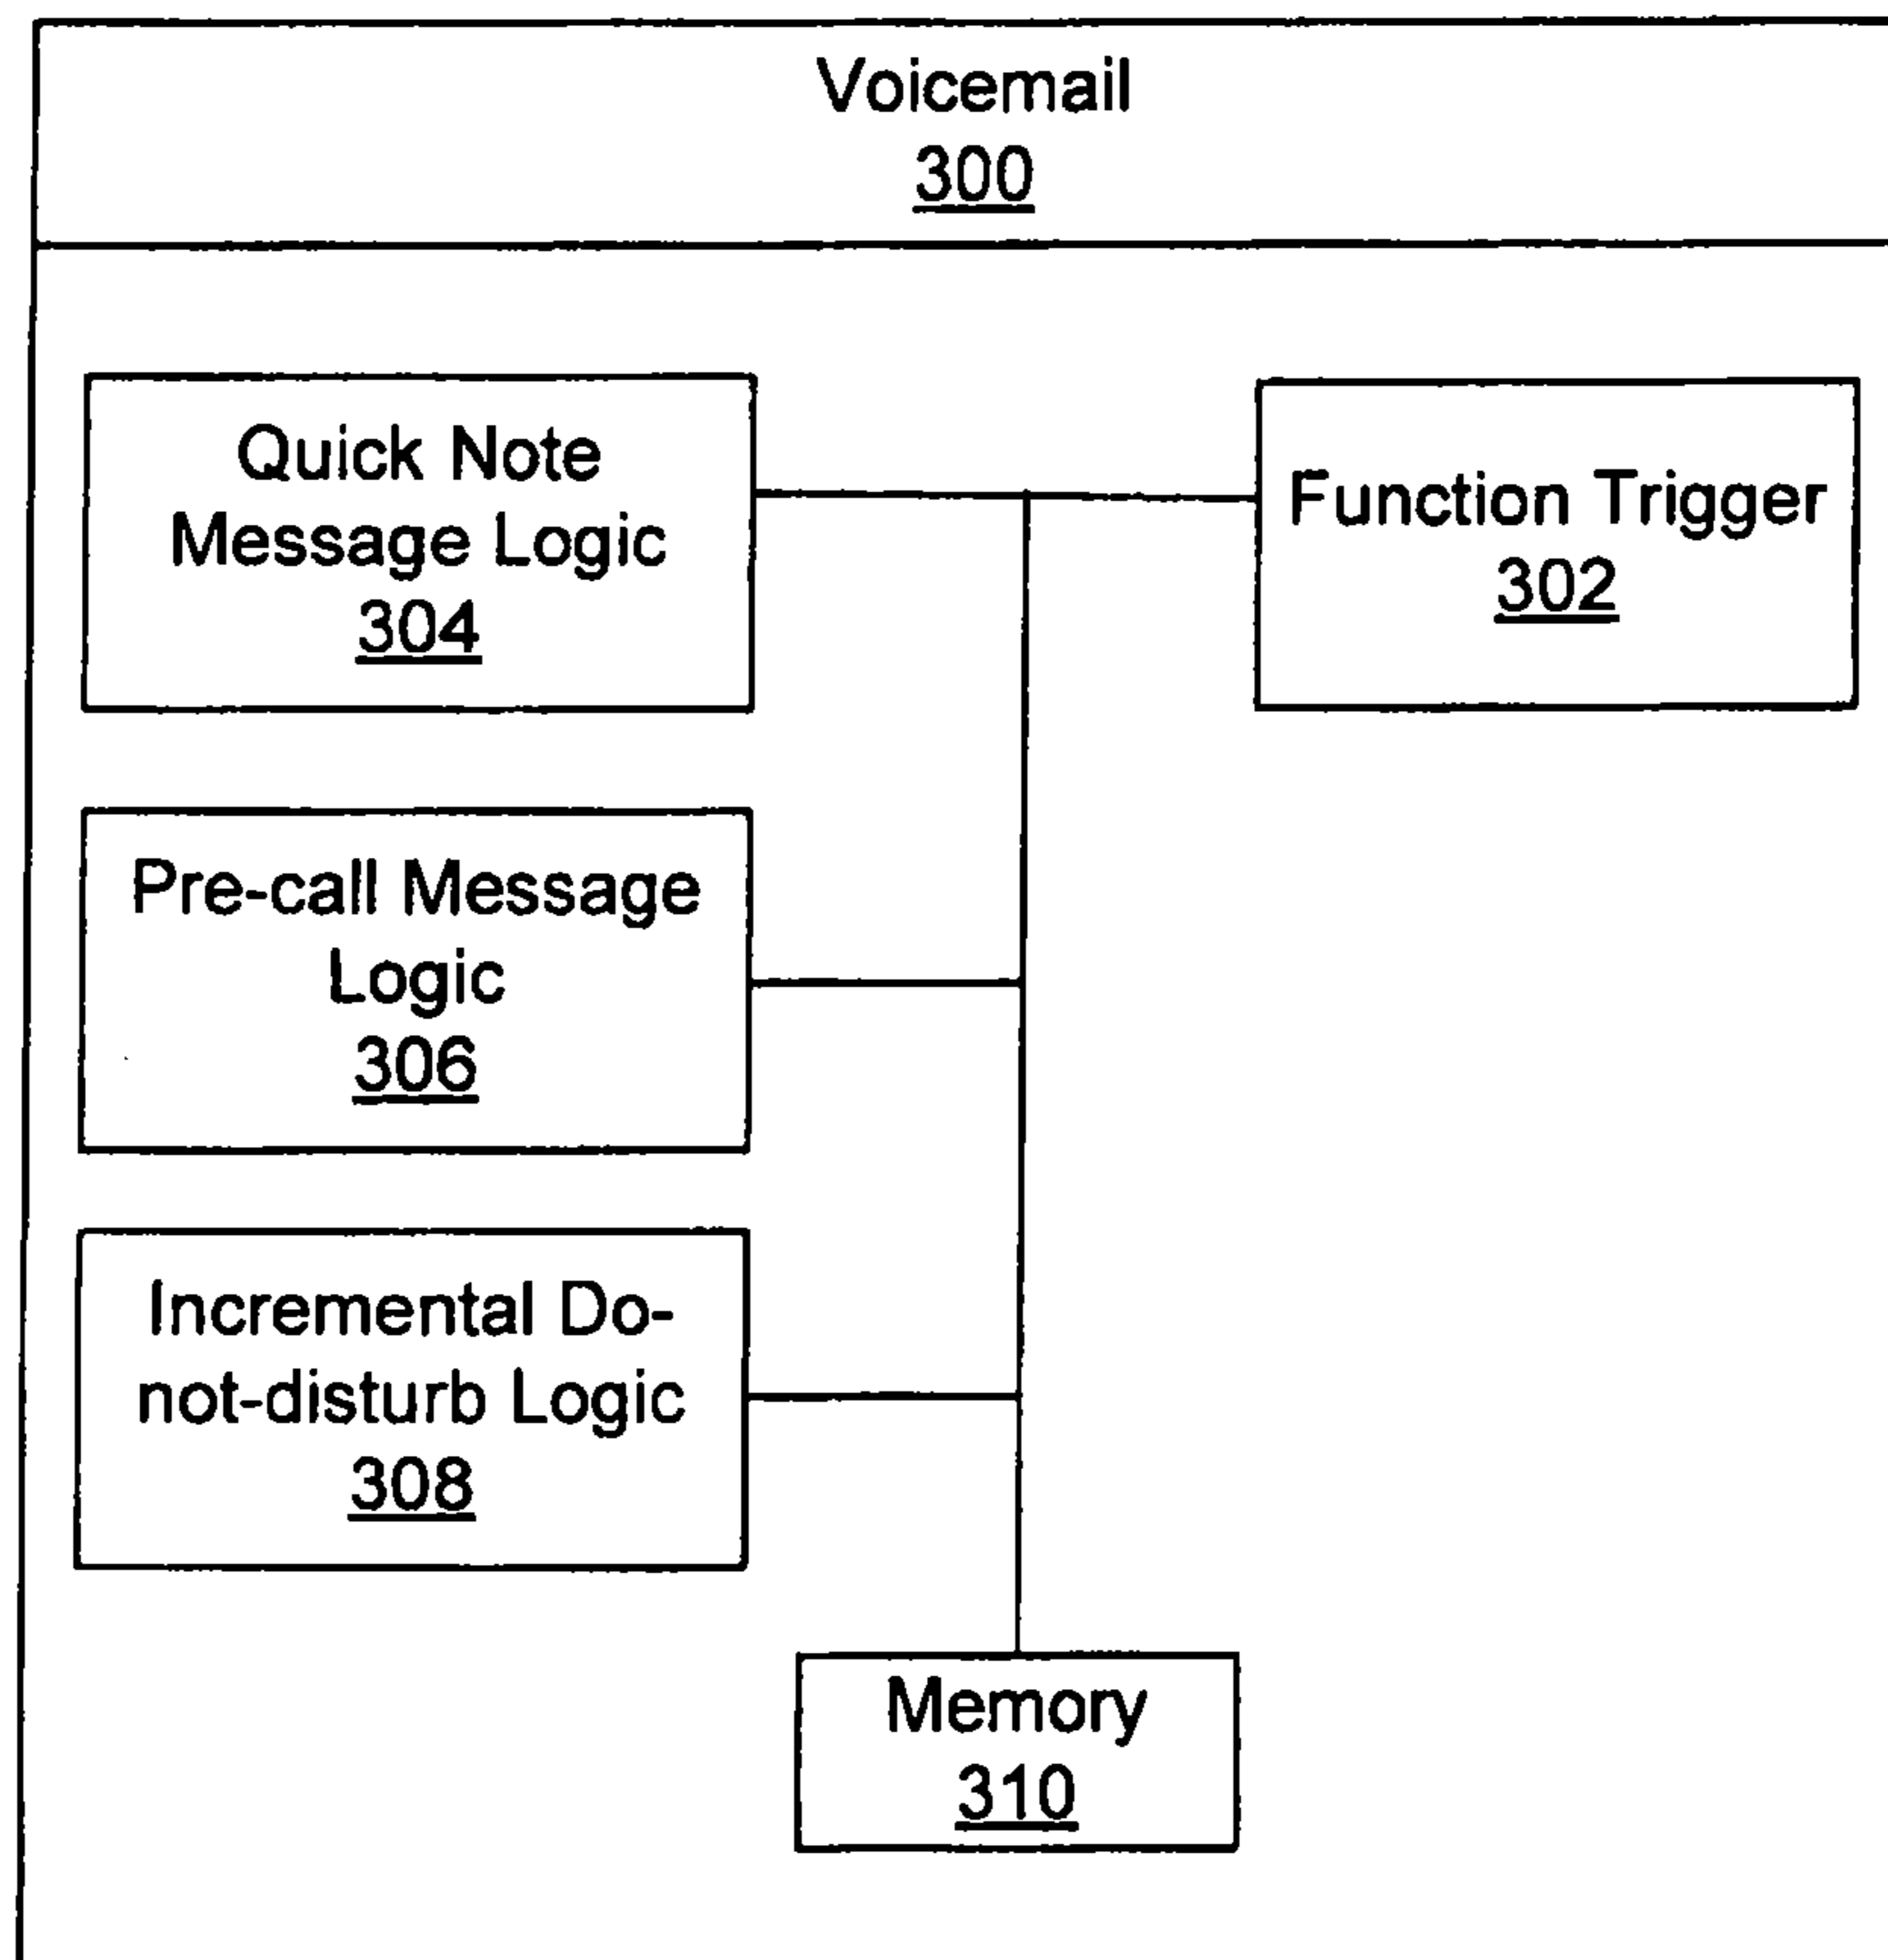 Voicemail
300
Quick Note
Message Logic
304
Function Trigger
302
Pre-call Message
Logic
306
Incremental Do-
not-disturb Logic
308
Memory
310